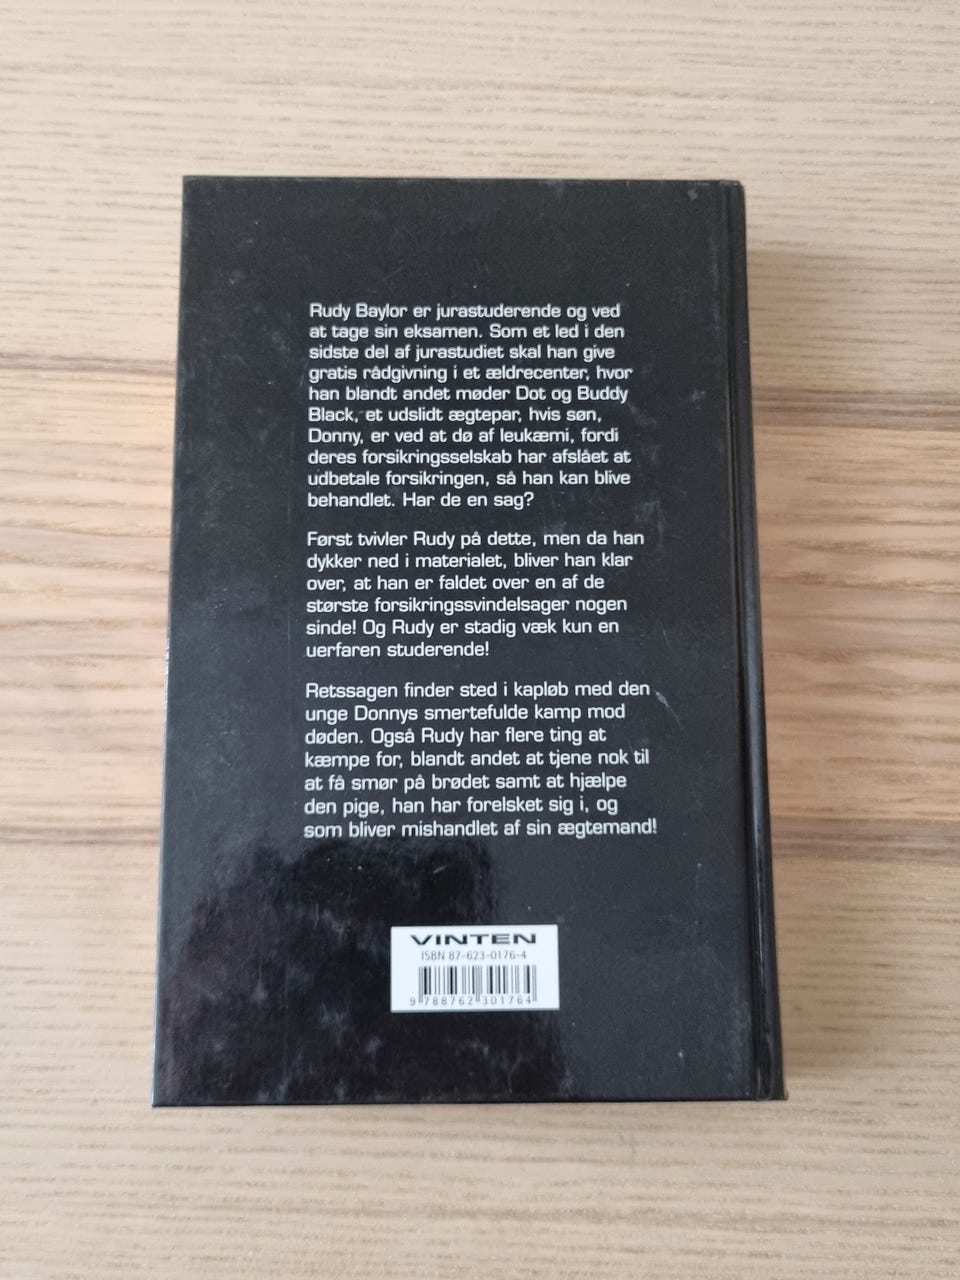 Rudy Baylor er jurastuderende og ved
at tage sin eksamen. Som et led i den
sidste del af jurastudiet skal han give
gratis rådgivning i et ældrecenter, hvor
han blandt andet møder Dot og Buddy
Black, et udslidt ægtepar, hvis søn,
Donny, er ved at dø af leukæmi, fordi
deres forsikringsselskab har afslået at
udbetale forsikringen, så han kan blive
behandlet. Har de en sag?
Først tvivler Rudy på dette, men da han
dykker ned i materialet, bliver han klar
over, at han er faldet over en af de
største forsikringssvindelsager nogen
sinde! Og Rudy er stadig væk kun en
uerfaren studerende!
Retssagen finder sted i kapløb med den
unge Donnys smertefulde kamp mod
døden. Også Rudy har flere ting at
kæmpe for, blandt andet at tjene nok til
at få smør på brødet samt at hjælpe
den pige, han har forelsket sig i, og
som bliver mishandlet af sin ægtemand!
VINTEN
ISBN 87-623-0176-4
9 788762 301764